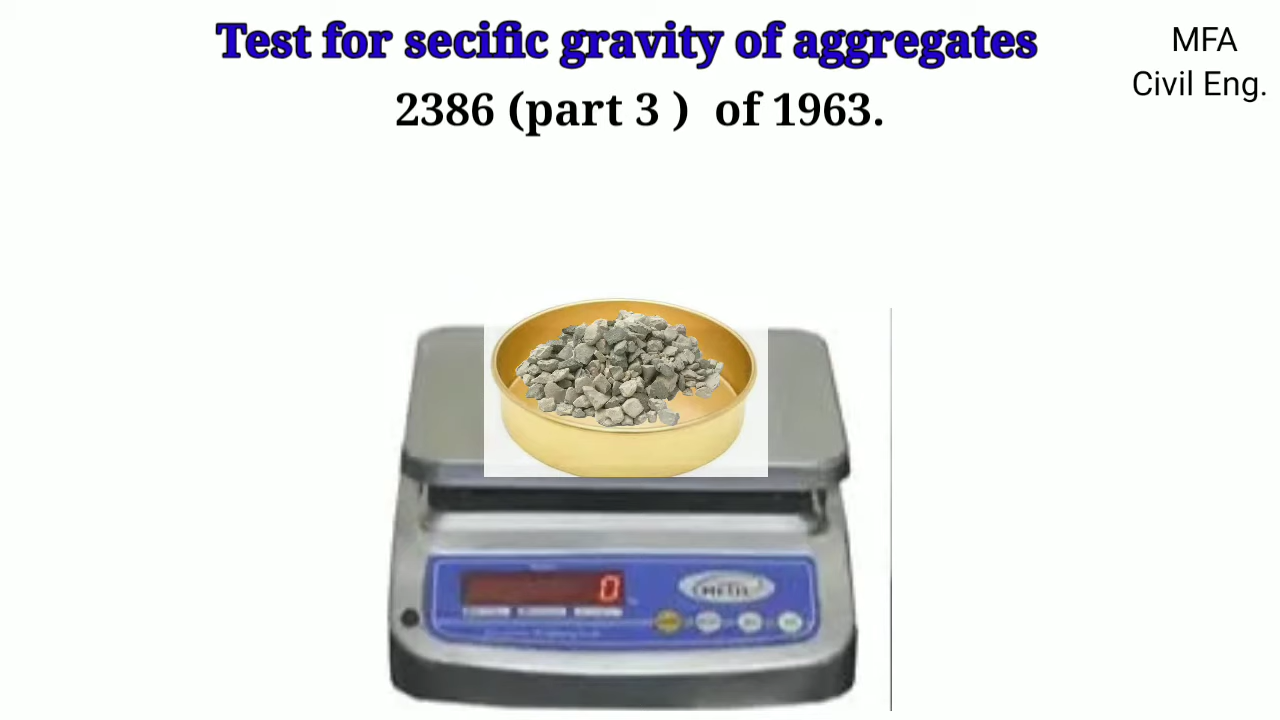 Test for secific gravity of aggregates
2386 (part 3 )  of 1963.
MFA
Civil Eng.
0